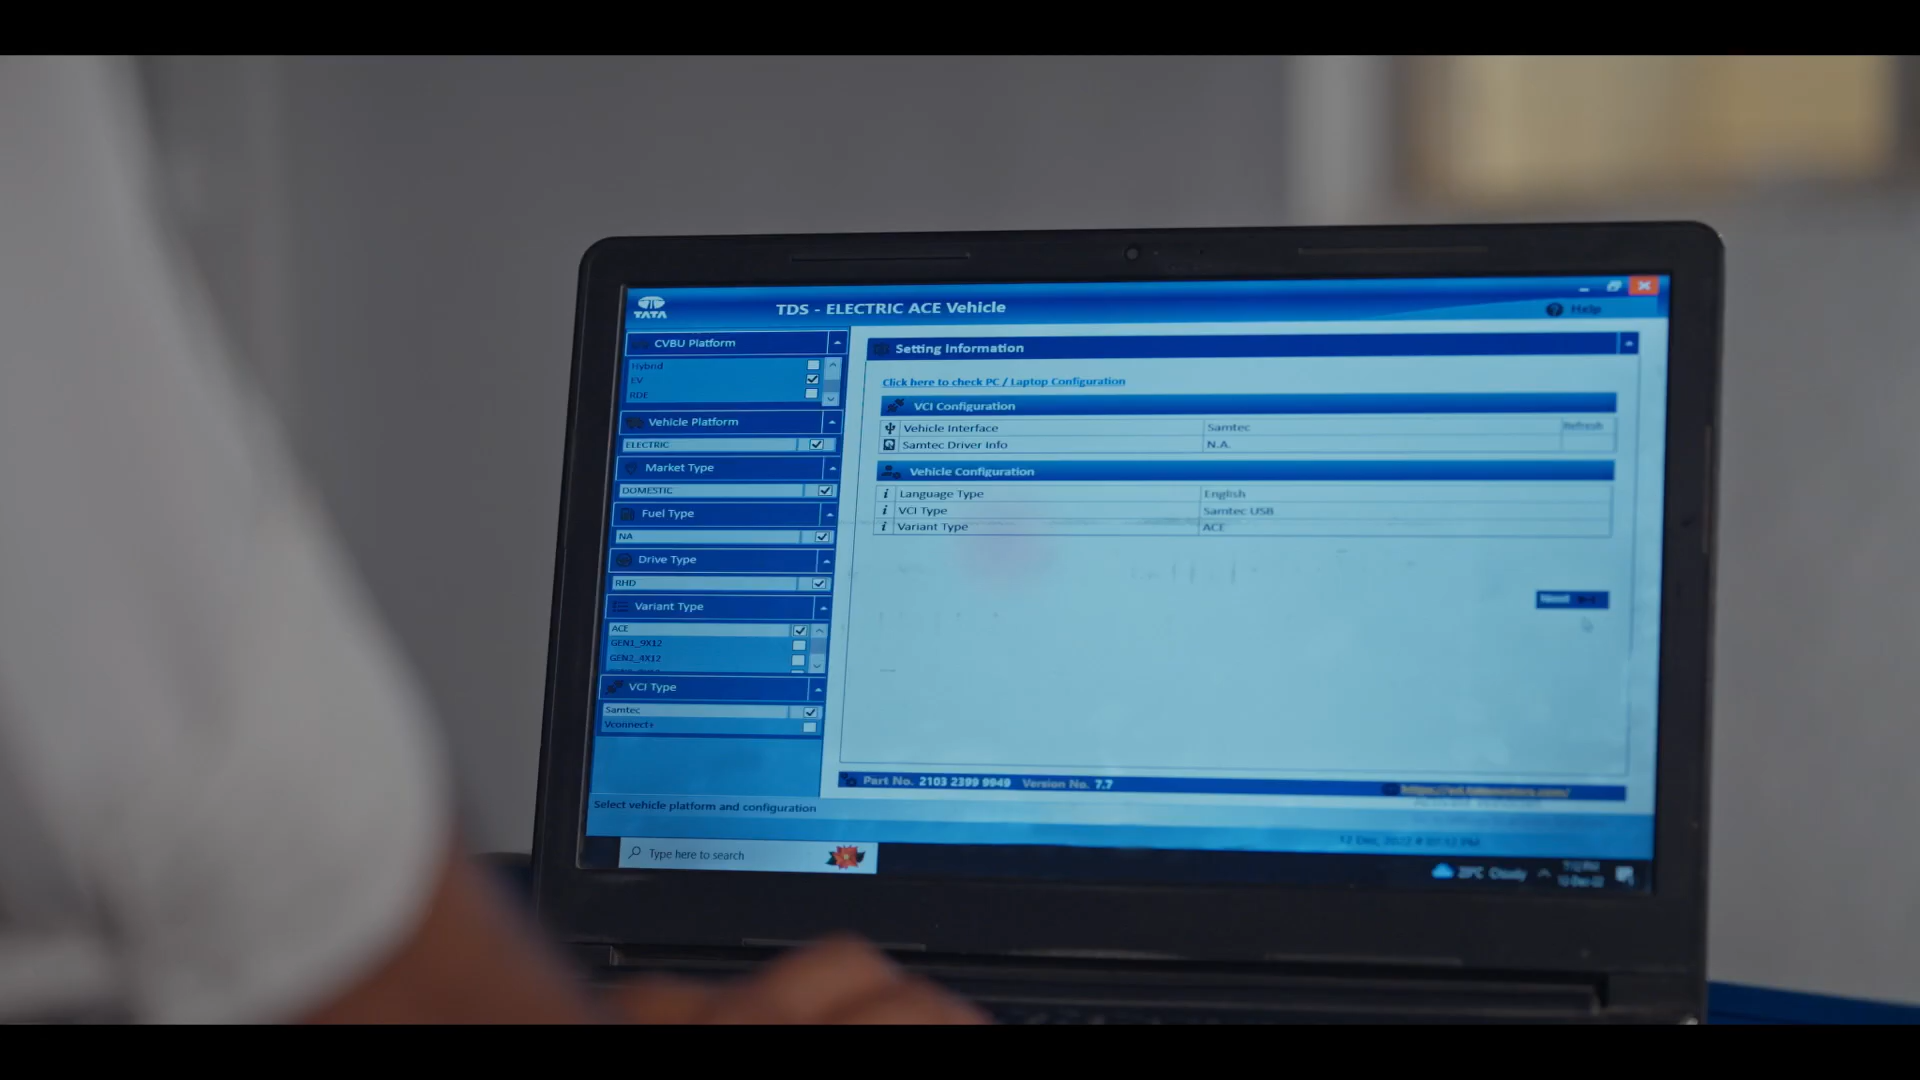 TATA
TDS - ELECTRIC ACE Vehicle
Help
CVBU Platform
Hybrid
EV
RDE
Vehicle Platform
ELECTRIC
Market Type
DOMESTIC
Fuel Type
NA
Drive Type
RHD
Variant Type
ACE
GEN1_9X12
GEN2_4X12
VCI Type
Samtec
Vconnect+
Setting Information
Click here to check PC / Laptop Configuration
VCI Configuration
Vehicle Interface Samtec Refresh
Samtec Driver Info N.A.
Vehicle Configuration
Language Type English
VCI Type Samtec USB
Variant Type ACE
Part No. 2103 2399 9949 Version No. 7.7
Select vehicle platform and configuration
Type here to search
Cloudy